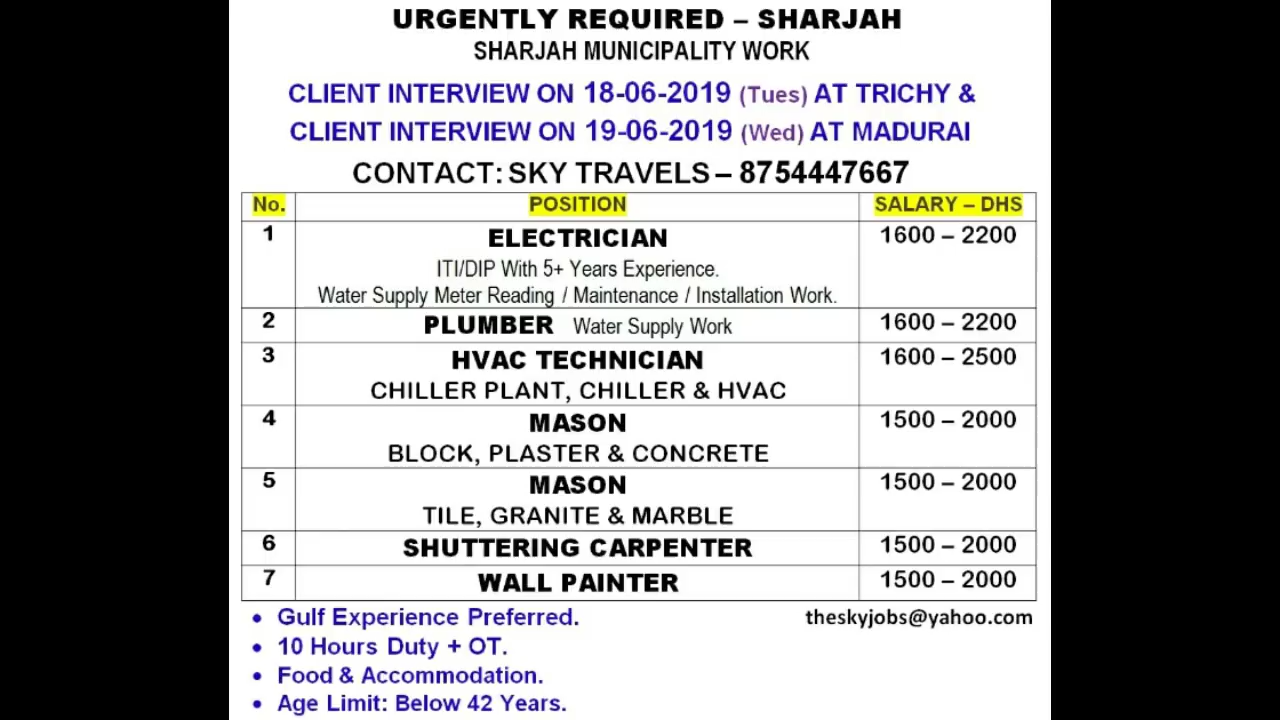 URGENTLY REQUIRED – SHARJAH
SHARJAH MUNICIPALITY WORK
CLIENT INTERVIEW ON 18-06-2019 (Tues) AT TRICHY &
CLIENT INTERVIEW ON 19-06-2019 (Wed) AT MADURAI
CONTACT: SKY TRAVELS – 8754447667
No. POSITION SALARY – DHS
1 ELECTRICIAN 1600 – 2200
ITI/DIP With 5+ Years Experience.
Water Supply Meter Reading / Maintenance / Installation Work.
2 PLUMBER Water Supply Work 1600 – 2200
3 HVAC TECHNICIAN 1600 – 2500
CHILLER PLANT, CHILLER & HVAC
4 MASON 1500 – 2000
BLOCK, PLASTER & CONCRETE
5 MASON 1500 – 2000
TILE, GRANITE & MARBLE
6 SHUTTERING CARPENTER 1500 – 2000
7 WALL PAINTER 1500 – 2000
• Gulf Experience Preferred. theskyjobs@yahoo.com
• 10 Hours Duty + OT.
• Food & Accommodation.
• Age Limit: Below 42 Years.